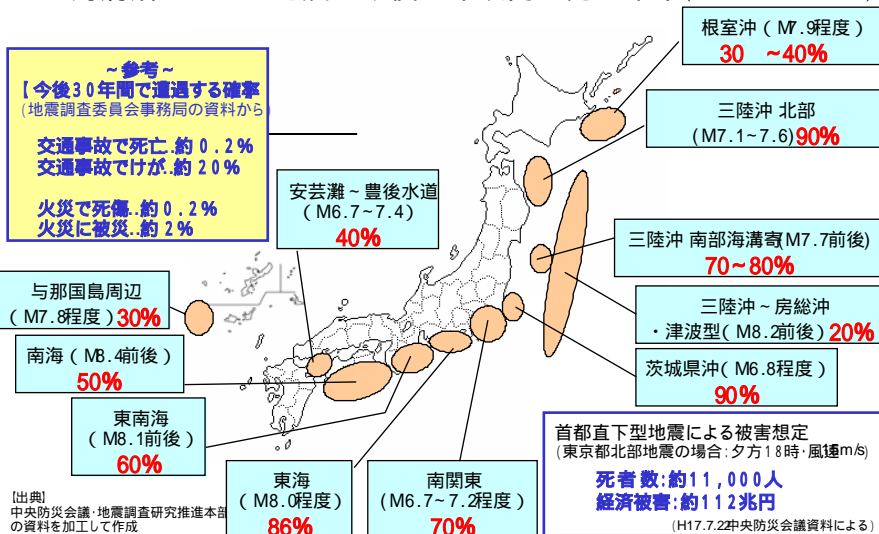 ~参考~
【今後30年間で遭遇する確率
(地震調査委員会事務局の資料から
交通事故で死亡‥約0.2%
交通事故でけが‥約20%
火災で死傷‥約0.2%
火災に被災‥約2%
根室沖(M7.9程度)
30 ~40%
三陸沖 北部
(M7.1~7.6)90%
安芸灘~豊後水道
(M6.7~7.4)
40%
三陸沖 南部海溝寄(M7.7前後)
70~80%
与那国島周辺
(M7.8程度)30%
三陸沖~房総沖
・津波型(M8.2前後)20%
南海(M8.4前後)
50%
茨城県沖(M6.8程度)
90%
東南海
(M8.1前後)
60%
東海
(M8.0程度)
86%
南関東
(M6.7~7.2程度)
70%
首都直下型地震による被害想定
(東京都北部地震の場合:夕方18時・風速15m/s)
死者数:約11,000人
経済被害:約112兆円
(H17.7.22中央防災会議資料による)
[出典]
中央防災会議・地震調査研究推進本部
の資料を加工して作成